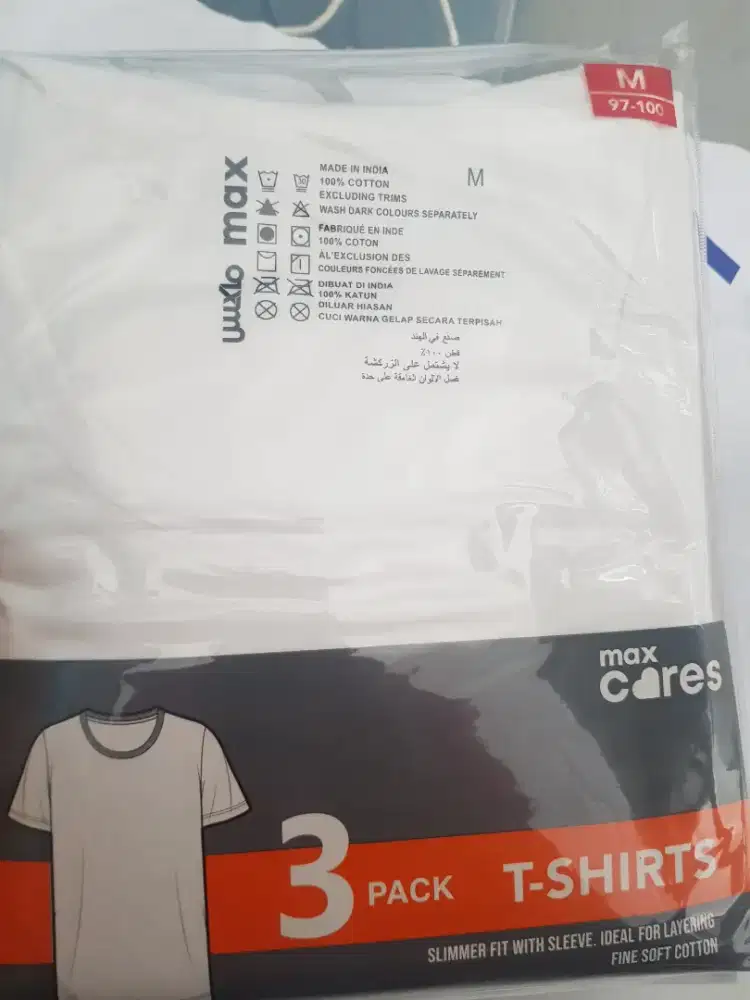 M
97-100
max
ماكس
MADE IN INDIA
100% COTTON
EXCLUDING TRIMS
WASH DARK COLOURS SEPARATELY
M
FABRIQUÉ EN INDE
100% COTON
À L'EXCLUSION DES
COULEURS FONCÉES DE LAVAGE SÉPAREMENT
DIBUAT DI INDIA
100% KATUN
DILUAR HIASAN
CUCI WARNA GELAP SECARA TERPISAH
صنع في الهند
قطن ١٠٠٪
لا يشتمل على الزركشة
غسل الألوان الغامقة على حدة
max
cares
3 PACK T-SHIRTS
SLIMMER FIT WITH SLEEVE. IDEAL FOR LAYERING
FINE SOFT COTTON